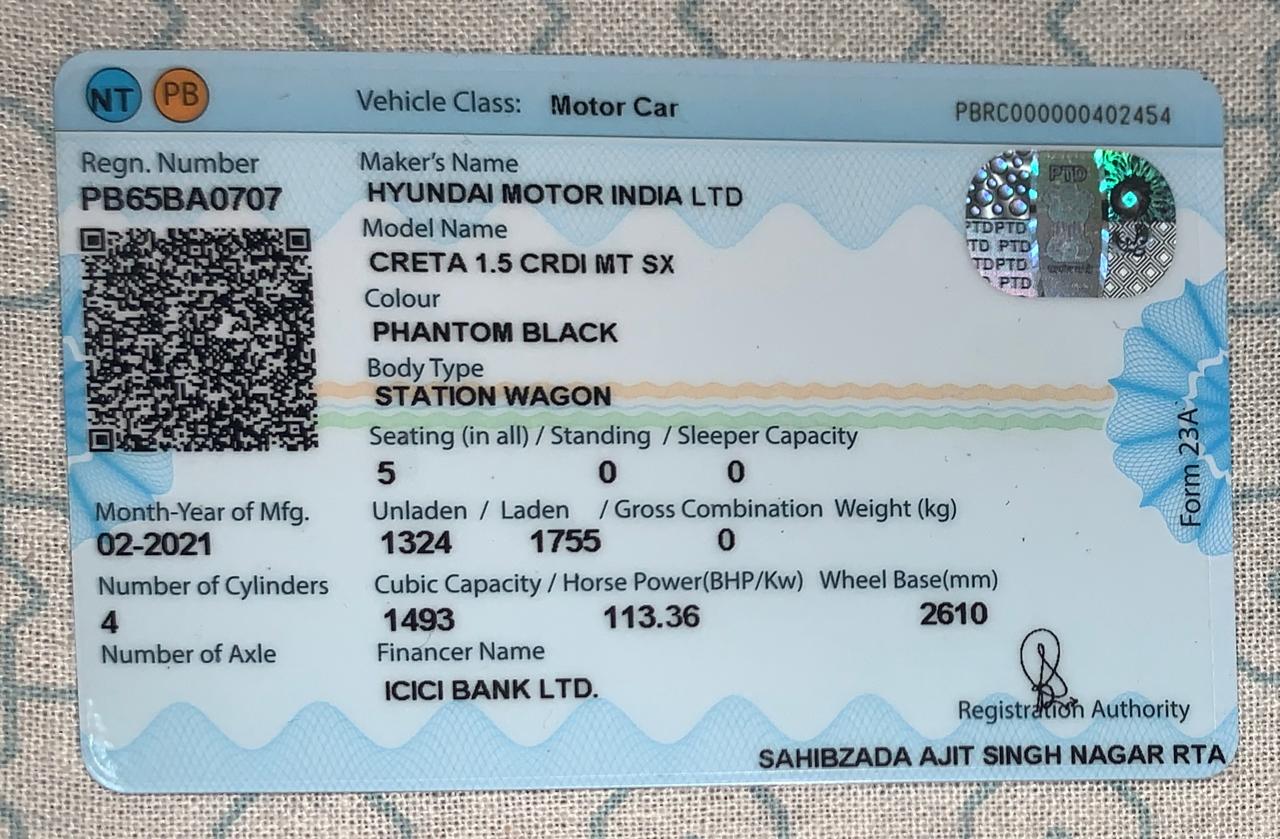 NT PB Vehicle Class: Motor Car PBRC000000402454
Regn. Number
PB65BA0707
Maker's Name
HYUNDAI MOTOR INDIA LTD
Model Name
CRETA 1.5 CRDI MT SX
Colour
PHANTOM BLACK
Body Type
STATION WAGON
Seating (in all) / Standing / Sleeper Capacity
5 0 0
PTD
PTDPTD
TD PTD
TDPTD
PTD
Form 23A
Month-Year of Mfg.
02-2021
Unladen / Laden / Gross Combination Weight (kg)
1324 1755 0
Number of Cylinders
4
Cubic Capacity / Horse Power(BHP/Kw) Wheel Base(mm)
1493 113.36 2610
Number of Axle
Financer Name
ICICI BANK LTD.
Registration Authority
SAHIBZADA AJIT SINGH NAGAR RTA